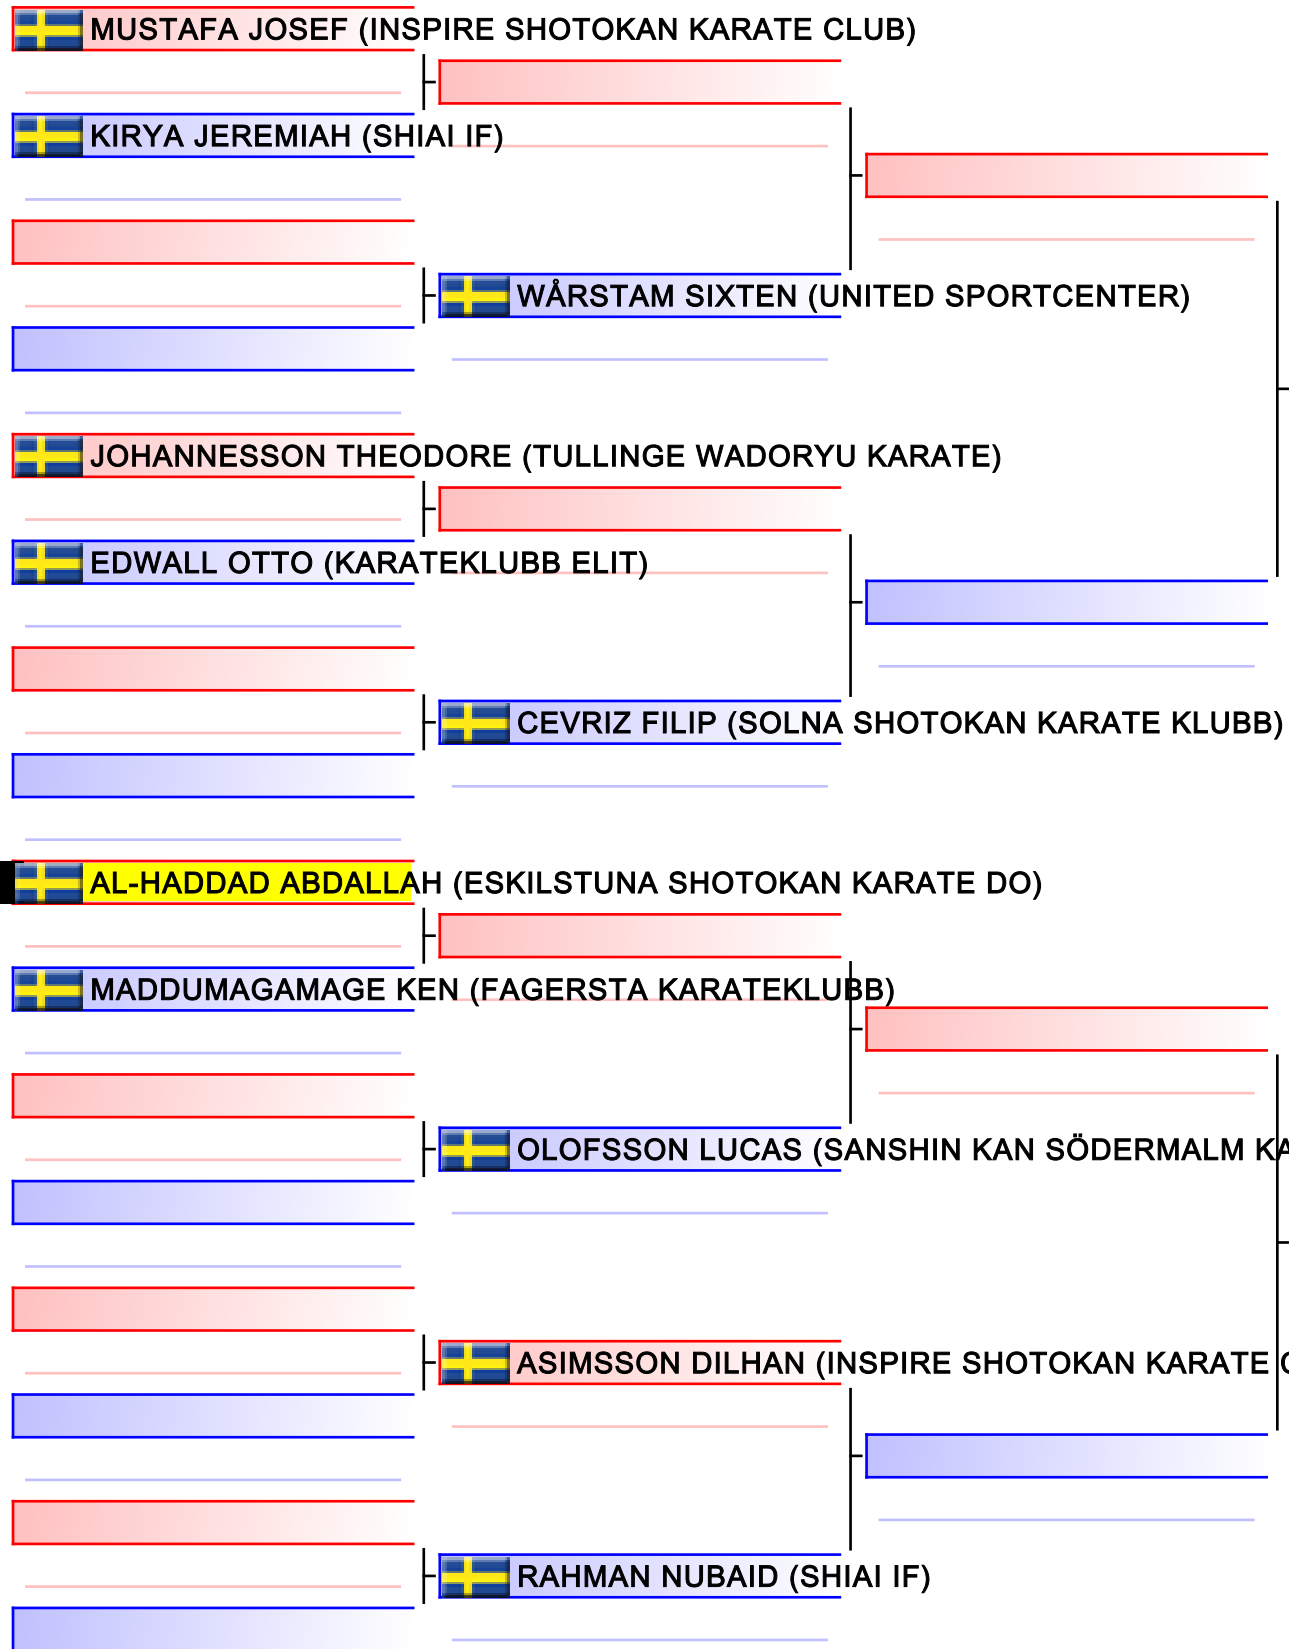 MUSTAFA JOSEF (INSPIRE SHOTOKAN KARATE CLUB)
KIRYA JEREMIAH (SHIAI IF)
WÅRSTAM SIXTEN (UNITED SPORTCENTER)
JOHANNESSON THEODORE (TULLINGE WADORYU KARATE)
EDWALL OTTO (KARATEKLUBB ELIT)
CEVRIZ FILIP (SOLNA SHOTOKAN KARATE KLUBB)
AL-HADDAD ABDALLAH (ESKILSTUNA SHOTOKAN KARATE DO)
MADDUMAGAMAGE KEN (FAGERSTA KARATEKLUBB)
OLOFSSON LUCAS (SANSHIN KAN SÖDERMALM
ASIMSSON DILHAN (INSPIRE SHOTOKAN KARATE
RAHMAN NUBAID (SHIAI IF)